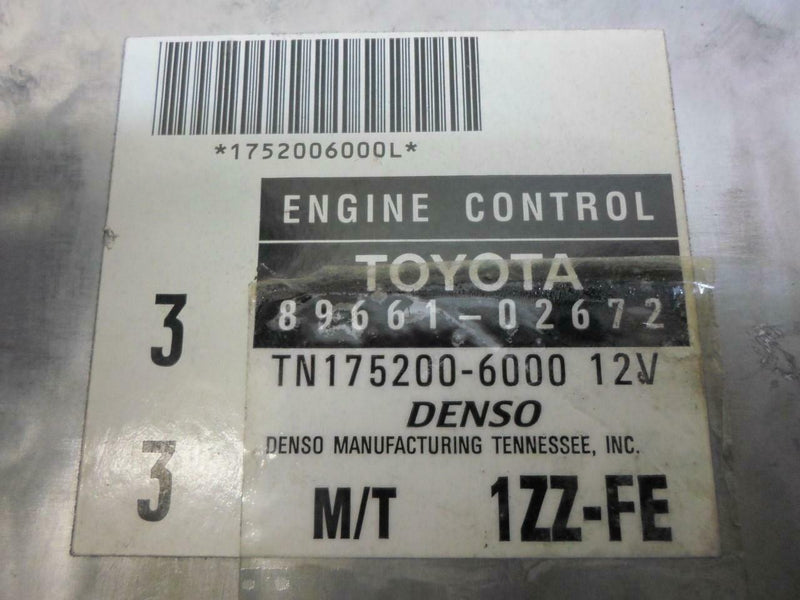 *1752006000L*
ENGINE CONTROL
TOYOTA
89661-02672
3
TN175200-6000 12V
DENSO
DENSO MANUFACTURING TENNESSEE, INC.
3
M/T 1ZZ-FE